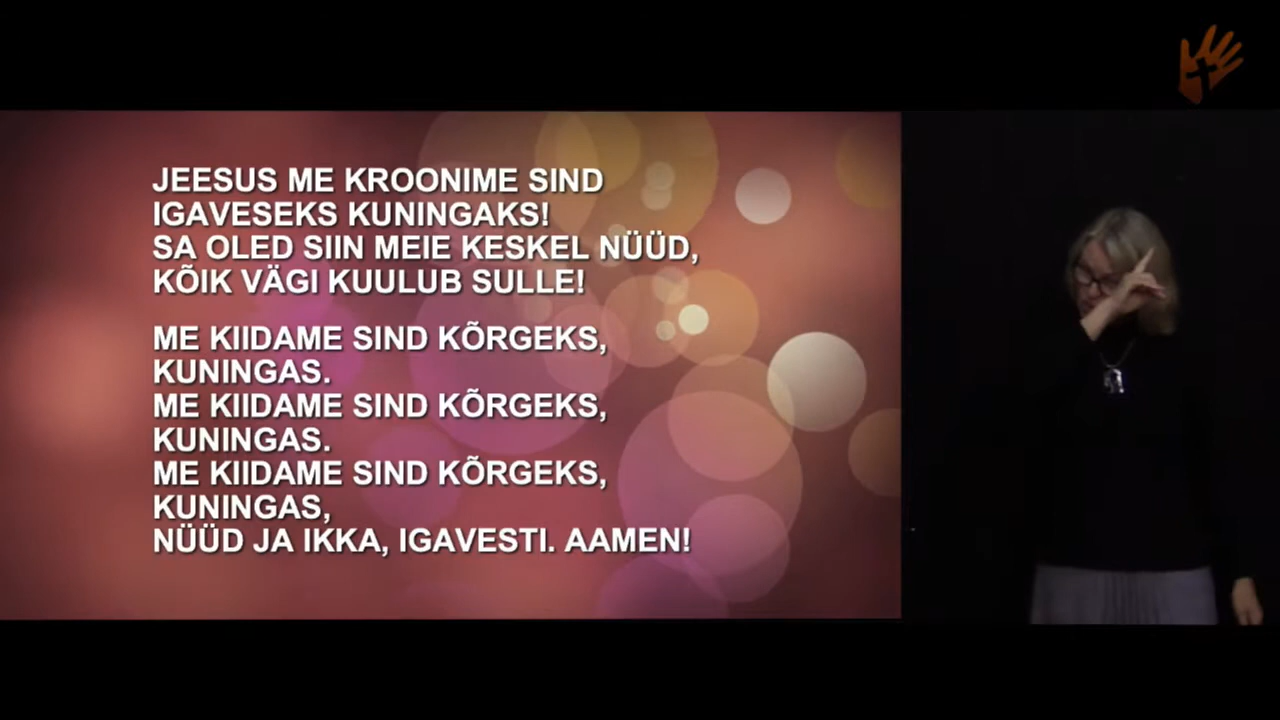 JEESUS ME KROONIME SIND
IGAVESEKS KUNINGAKS!
SA OLED SIIN MEIE KESKEL NÜÜD,
KÕIK VÄGI KUULUB SULLE!
ME KIIDAME SIND KÕRGEKS,
KUNINGAS.
ME KIIDAME SIND KÕRGEKS,
KUNINGAS.
ME KIIDAME SIND KÕRGEKS,
KUNINGAS,
NÜÜD JA IKKA, IGAVESTI. AAMEN!